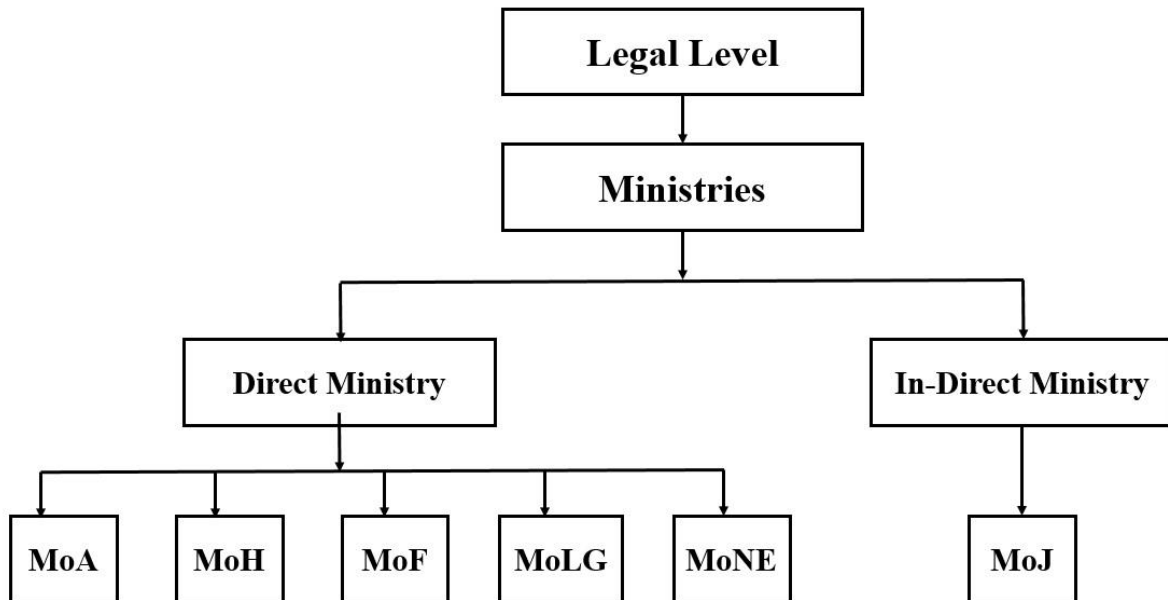 Legal Level
Ministries
Direct Ministry
In-Direct Ministry
MoA
MoH
MoF
MoLG
MoNE
MoJ